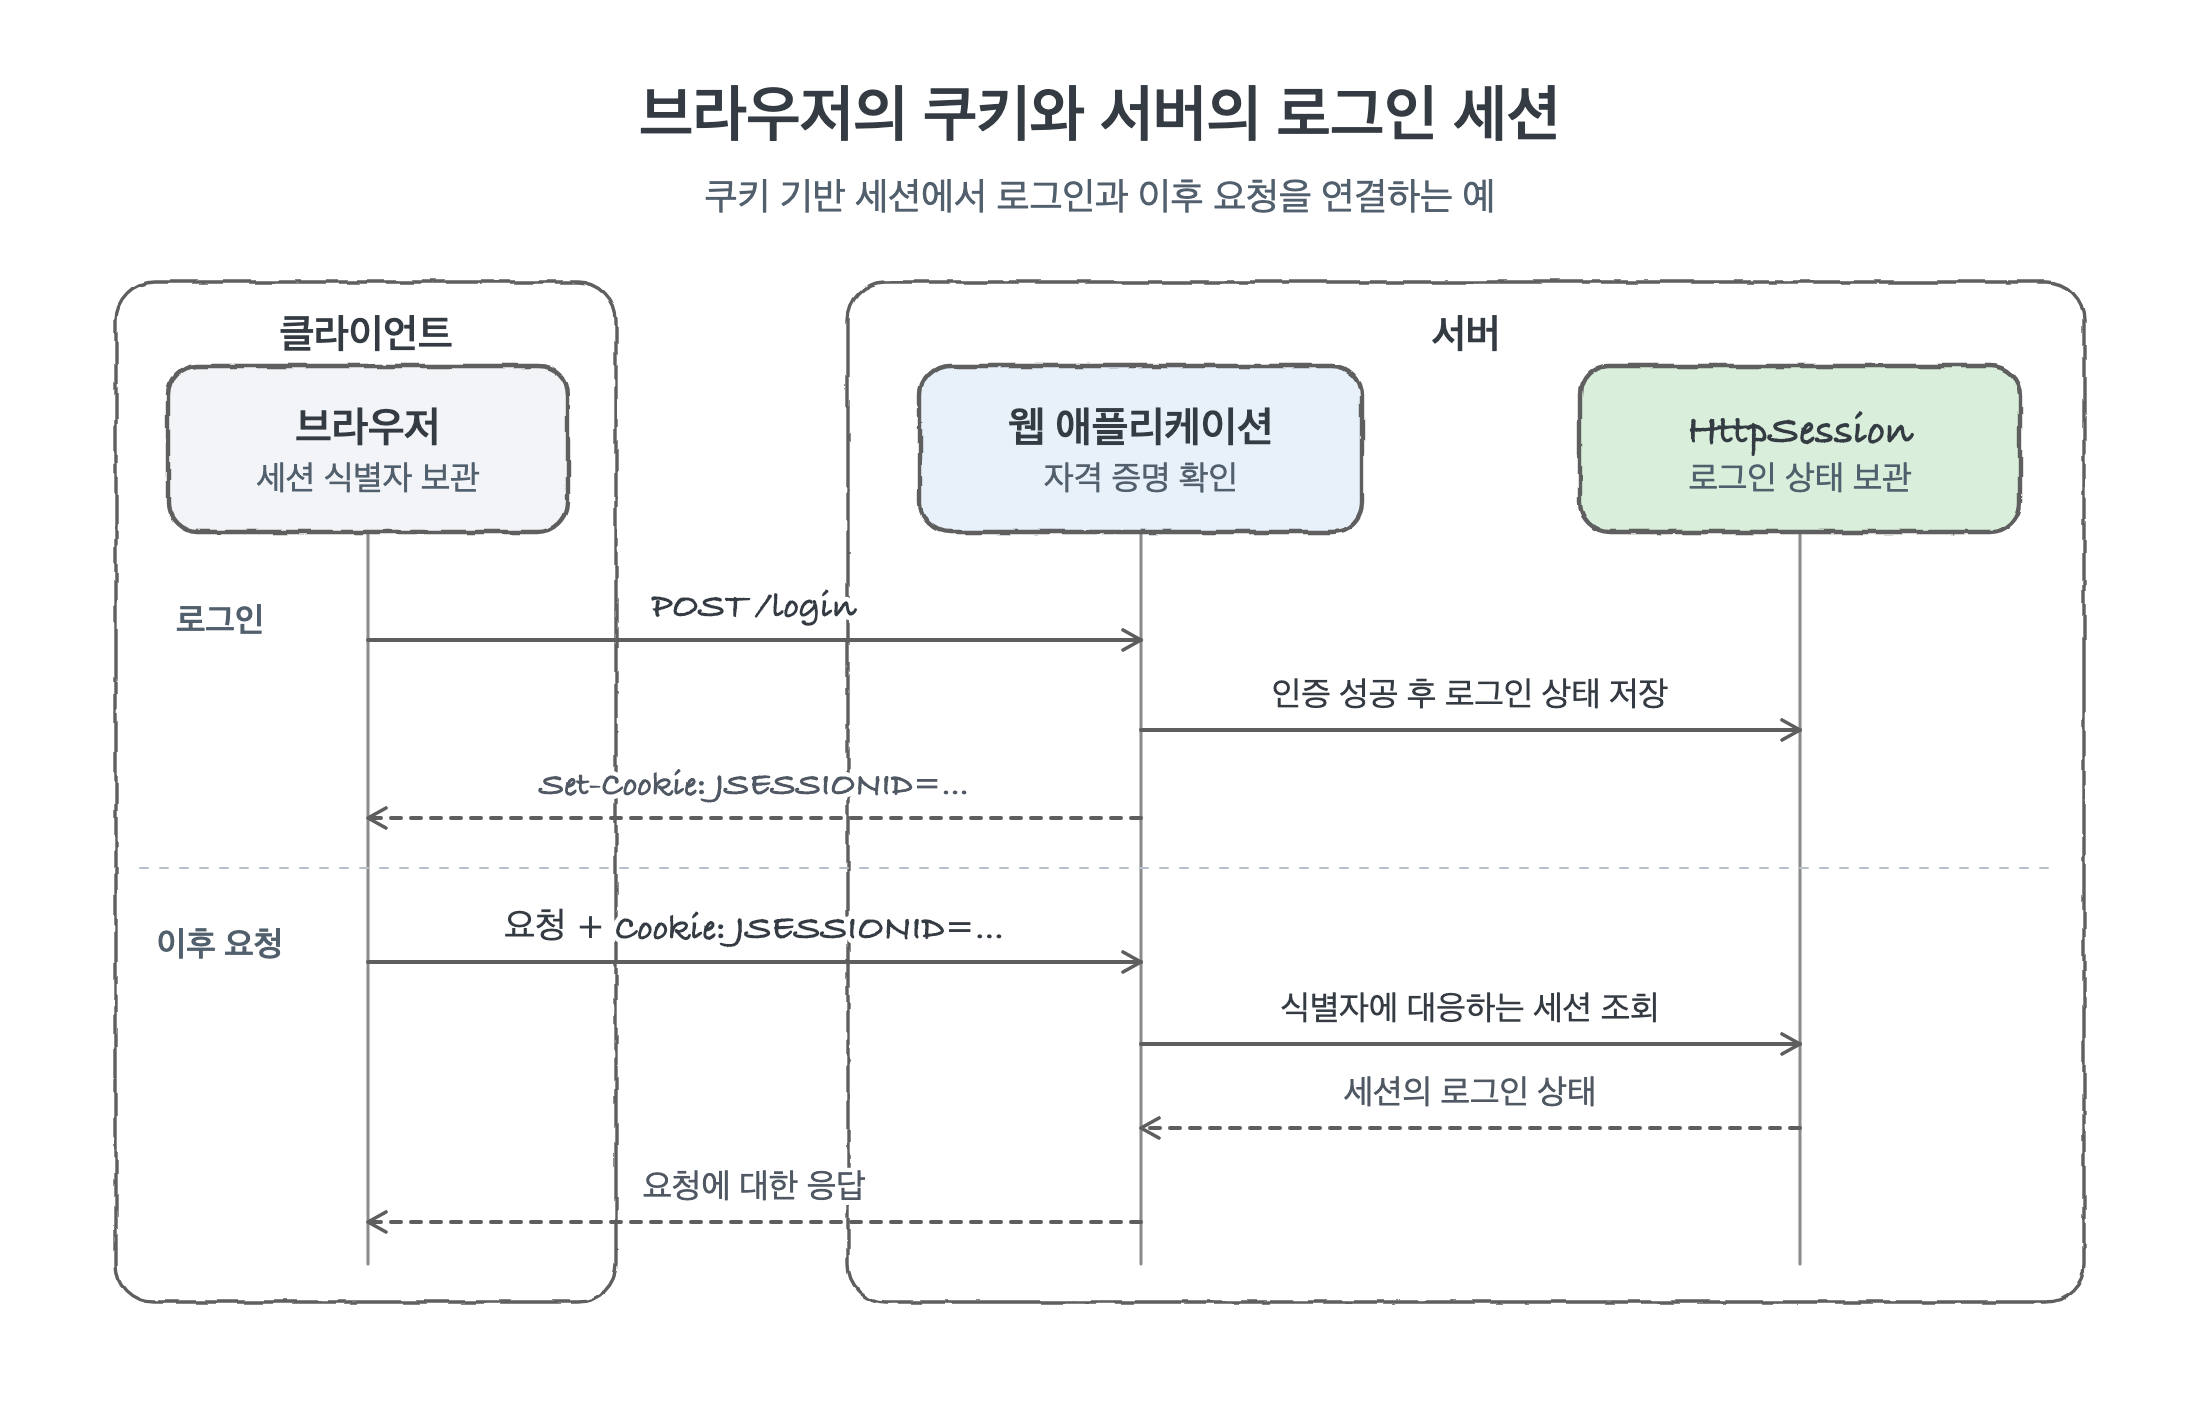 브라우저의 쿠키와 서버의 로그인 세션
쿠키 기반 세션에서 로그인과 이후 요청을 연결하는 예
클라이언트
서버
브라우저
세션 식별자 보관
웹 애플리케이션
자격 증명 확인
HttpSession
로그인 상태 보관
로그인
POST /login
인증 성공 후 로그인 상태 저장
Set-Cookie: JSESSIONID=...
이후 요청
요청 + Cookie: JSESSIONID=...
식별자에 대응하는 세션 조회
세션의 로그인 상태
요청에 대한 응답